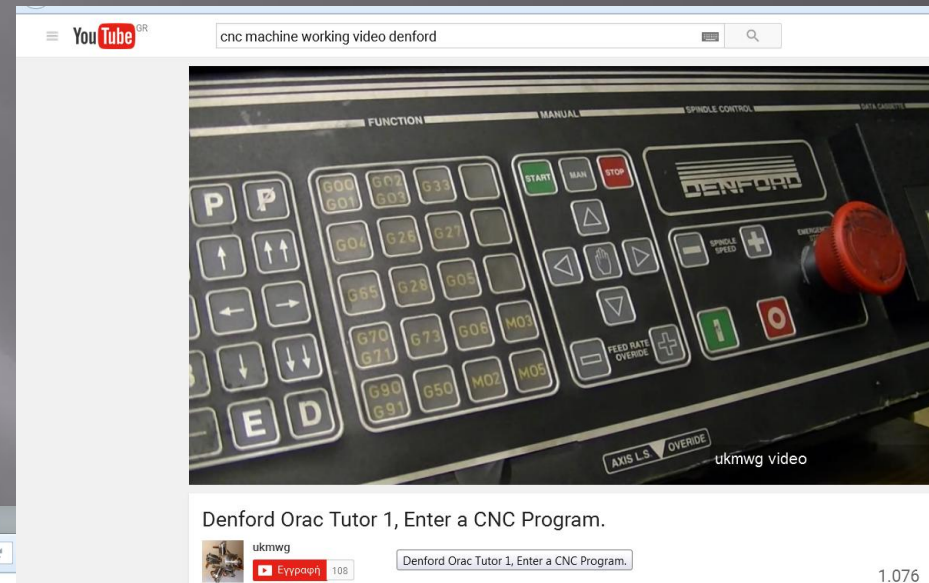 YouTube GR
cnc machine working video denford
FUNCTION
MANUAL
SPINDLE CONTROL
DATA CASSETTE
P P
G00 G01
G02 G03
G33
START
MAN
STOP
DENFORD
G04
G26
G27
SPINDLE SPEED
EMERGENCY
G65
G28
G05
G70 G71
G73
G06
M03
FEED RATE OVERIDE
G90 G91
G50
M02
M05
E D
AXIS L.S. OVERIDE
ukmwg video
Denford Orac Tutor 1, Enter a CNC Program.
ukmwg
Εγγραφή 108
Denford Orac Tutor 1, Enter a CNC Program.
1.076